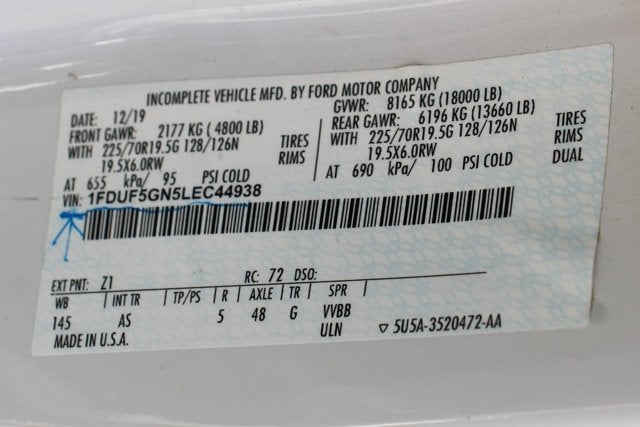 INCOMPLETE VEHICLE MFD. BY FORD MOTOR COMPANY
DATE: 12/19
GVWR: 8165 KG (18000 LB)
FRONT GAWR: 2177 KG ( 4800 LB)
WITH 225/70R19.5G 128/126N TIRES
19.5X6.0RW RIMS
AT 655 kPa/ 95 PSI COLD
REAR GAWR: 6196 KG (13660 LB)
WITH 225/70R19.5G 128/126N TIRES
19.5X6.0RW RIMS
AT 690 kPa/ 100 PSI COLD DUAL
VIN: 1FDUF5GN5LEC44938
EXT PNT: Z1 RC: 72 DSO:
WB INT TR TP/PS R AXLE TR SPR
145 AS 5 48 G VVBB
ULN
MADE IN U.S.A.
▽ 5U5A-3520472-AA